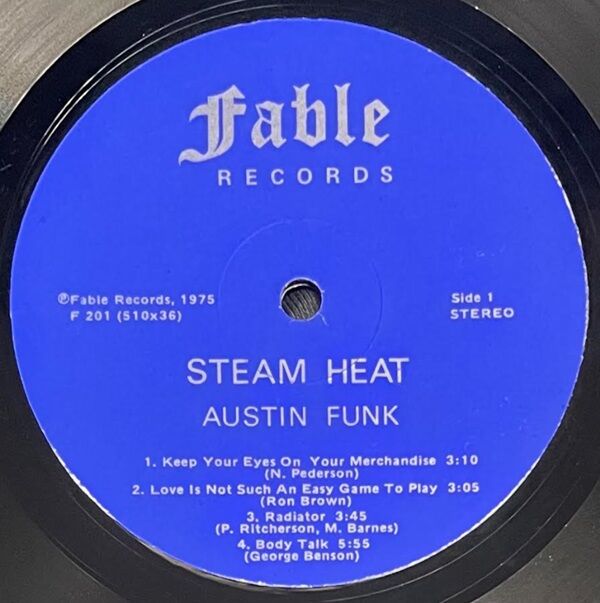 Fable
RECORDS
℗Fable Records, 1975
F 201 (510x36)
Side 1
STEREO
STEAM HEAT
AUSTIN FUNK
1. Keep Your Eyes On Your Merchandise 3:10
(N. Pederson)
2. Love Is Not Such An Easy Game To Play 3:05
(Ron Brown)
3. Radiator 3:45
(P. Ritcherson, M. Barnes)
4. Body Talk 5:55
(George Benson)